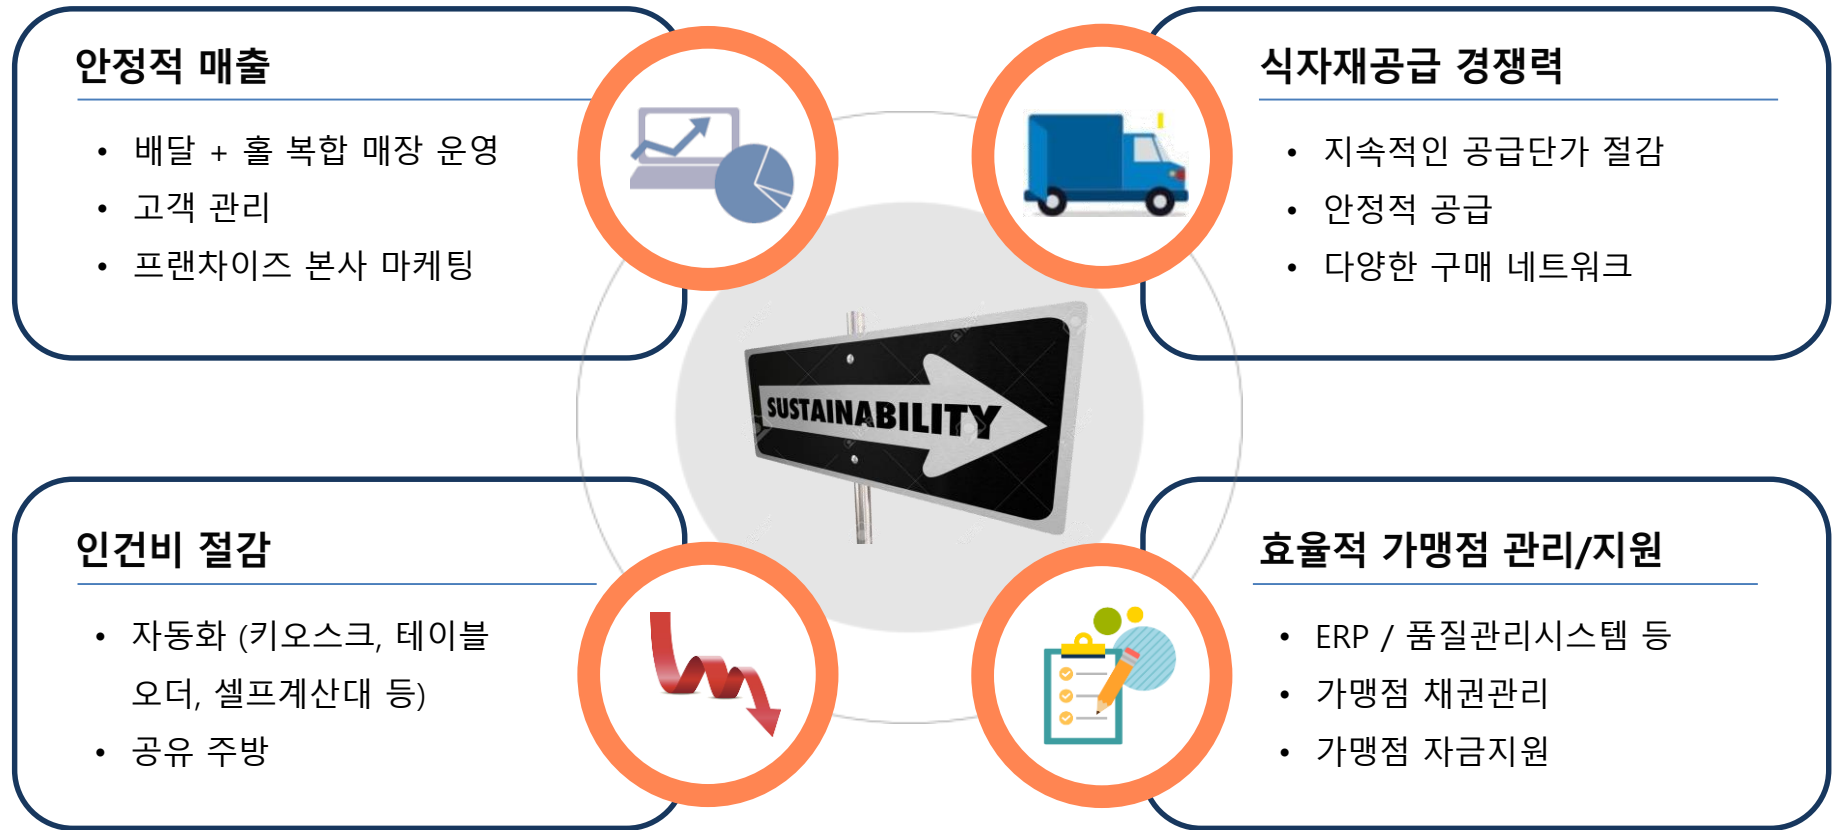 안정적 매출
• 배달 + 홀 복합 매장 운영
• 고객 관리
• 프랜차이즈 본사 마케팅
식자재공급 경쟁력
• 지속적인 공급단가 절감
• 안정적 공급
• 다양한 구매 네트워크
SUSTAINABILITY
인건비 절감
• 자동화 (키오스크, 테이블
오더, 셀프계산대 등)
• 공유 주방
효율적 가맹점 관리/지원
• ERP / 품질관리시스템 등
• 가맹점 채권관리
• 가맹점 자금지원